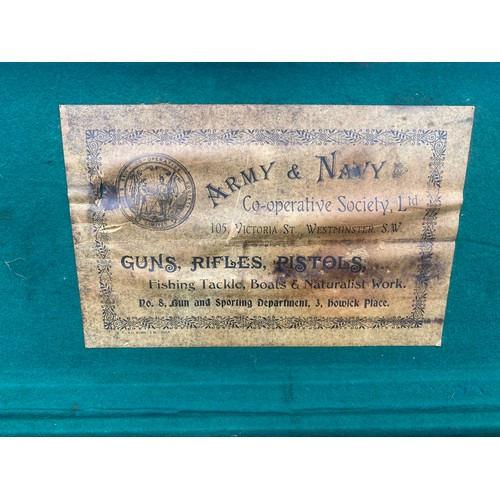 ARMY & NAVY
Co-operative Society, Ltd
105, VICTORIA ST., WESTMINSTER. S.W.
GUNS, RIFLES, PISTOLS,
Fishing Tackle, Boats & Naturalist Work.
No. 8, Gun and Sporting Department, 3, Howick Place.